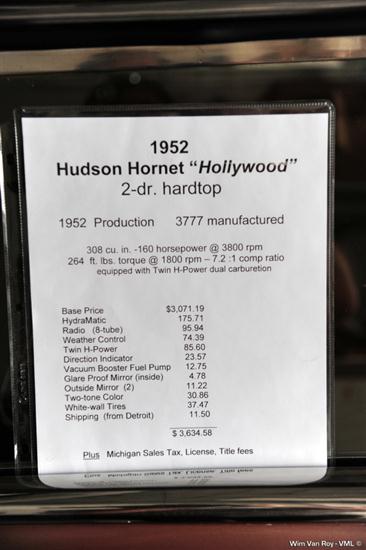 1952
Hudson Hornet “Hollywood”
2-dr. hardtop
1952 Production 3777 manufactured
308 cu. in. -160 horsepower @ 3800 rpm
264 ft. lbs. torque @ 1800 rpm – 7.2 :1 comp ratio
equipped with Twin H-Power dual carburetion
Base Price $3,071.19
HydraMatic 175.71
Radio (8-tube) 95.94
Weather Control 74.39
Twin H-Power 85.60
Direction Indicator 23.57
Vacuum Booster Fuel Pump 12.75
Glare Proof Mirror (inside) 4.78
Outside Mirror (2) 11.22
Two-tone Color 30.86
White-wall Tires 37.47
Shipping (from Detroit) 11.50
$ 3,634.58
Plus Michigan Sales Tax, License, Title fees
Wim Van Roy - VML ©